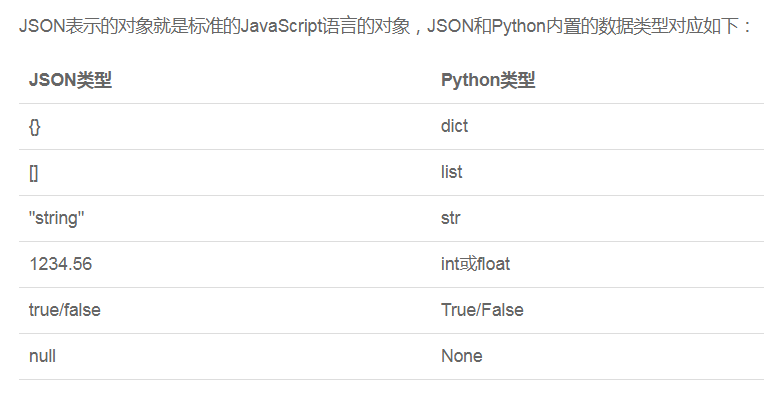 JSON表示的对象就是标准的JavaScript语言的对象，JSON和Python内置的数据类型对应如下：
JSON类型 Python类型
{} dict
[] list
"string" str
1234.56 int或float
true/false True/False
null None